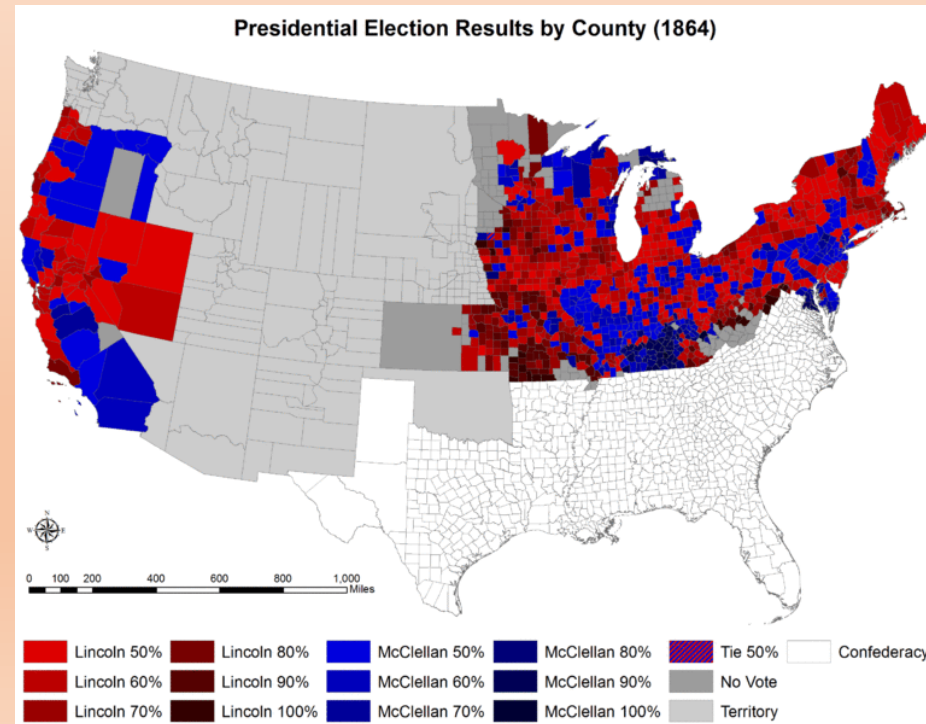 Presidential Election Results by County (1864)
N
W E
S
0 100 200 400 600 800 1,000
Miles
Lincoln 50% Lincoln 80% McClellan 50% McClellan 80% Tie 50% Confederacy
Lincoln 60% Lincoln 90% McClellan 60% McClellan 90% No Vote
Lincoln 70% Lincoln 100% McClellan 70% McClellan 100% Territory